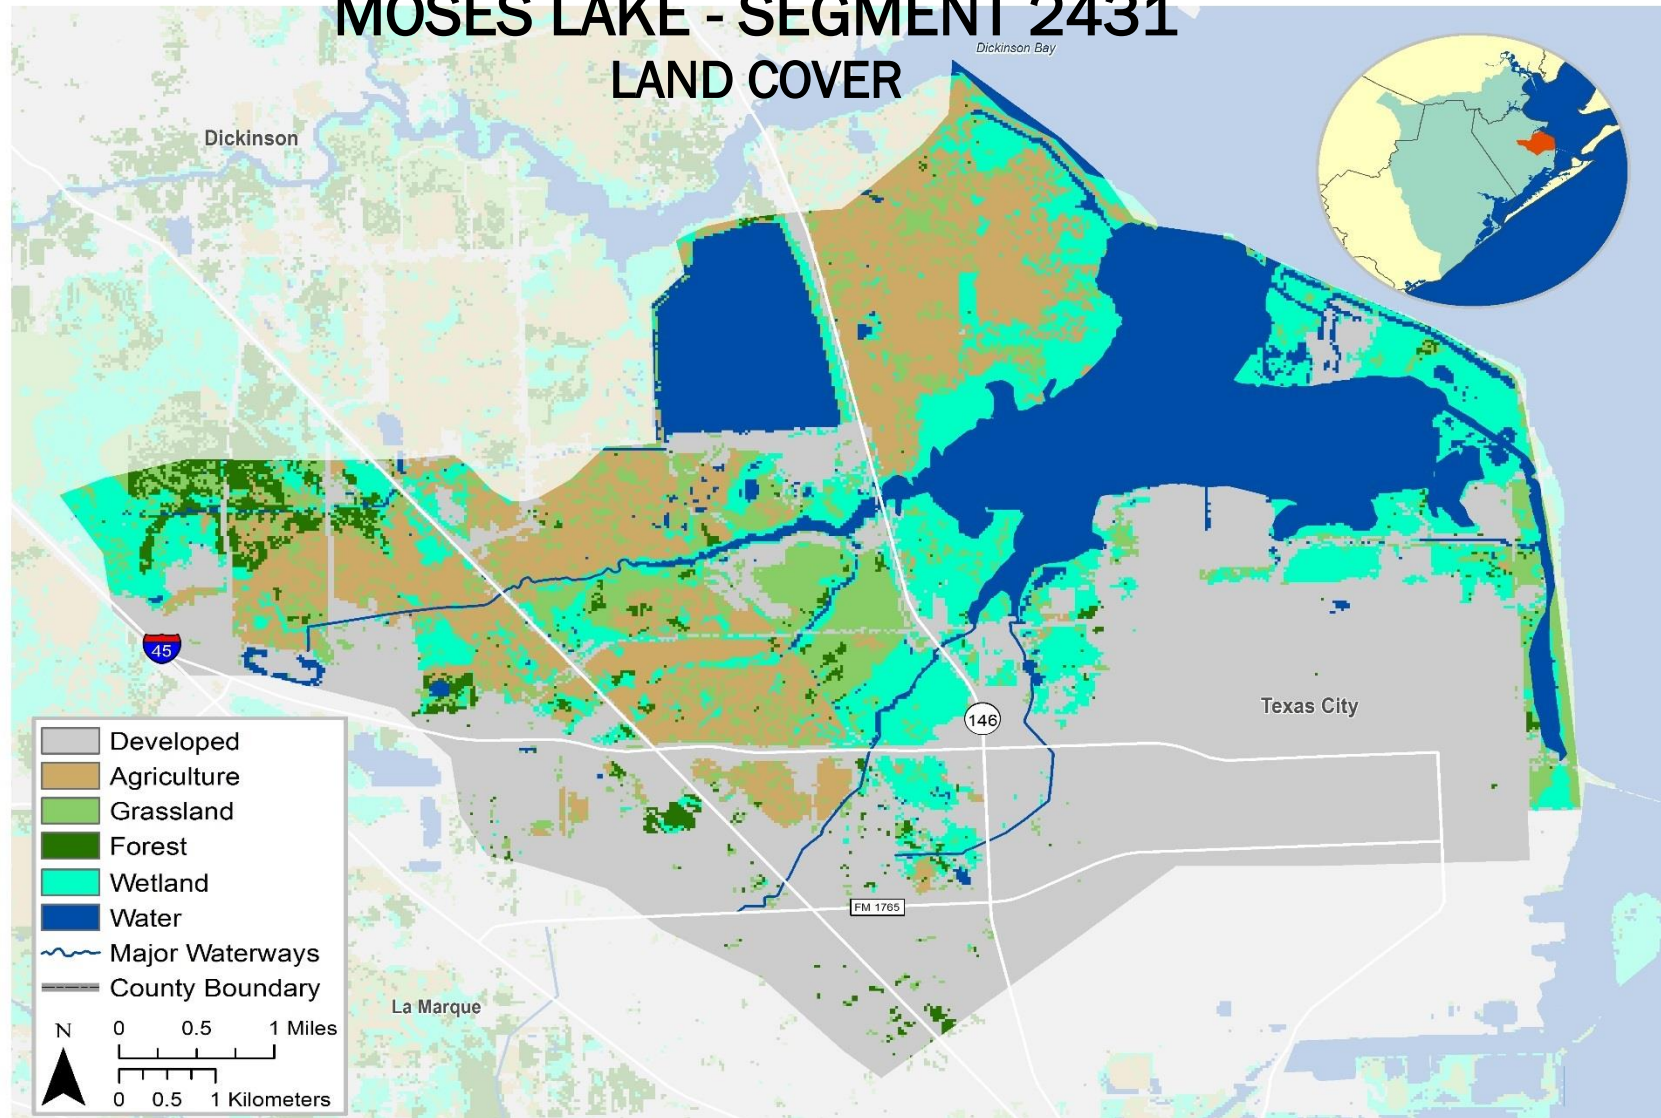 MOSES LAKE - SEGMENT 2431
LAND COVER
Dickinson Bay
Dickinson
45
146
Texas City
FM 1765
La Marque
Developed
Agriculture
Grassland
Forest
Wetland
Water
Major Waterways
County Boundary
N
0 0.5 1 Miles
0 0.5 1 Kilometers